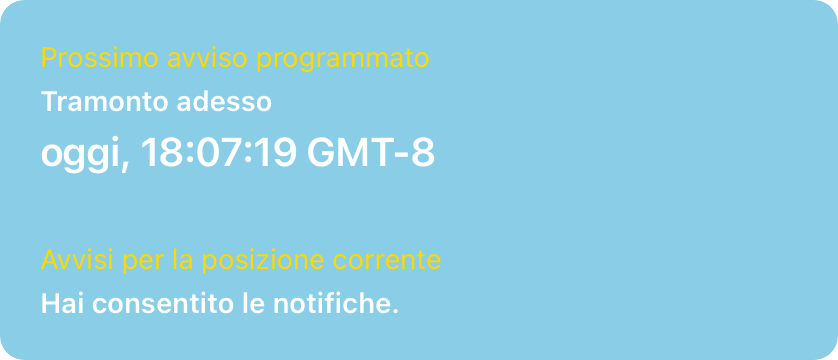 Prossimo avviso programmato
Tramonto adesso
oggi, 18:07:19 GMT-8
Avvisi per la posizione corrente
Hai consentito le notifiche.